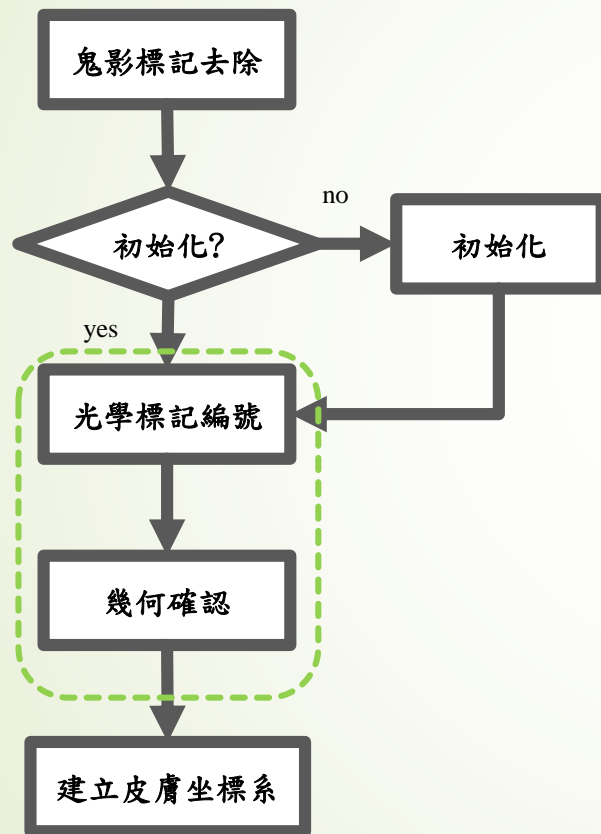 鬼影標記去除
no
初始化?
初始化
yes
光學標記編號
幾何確認
建立皮膚坐標系